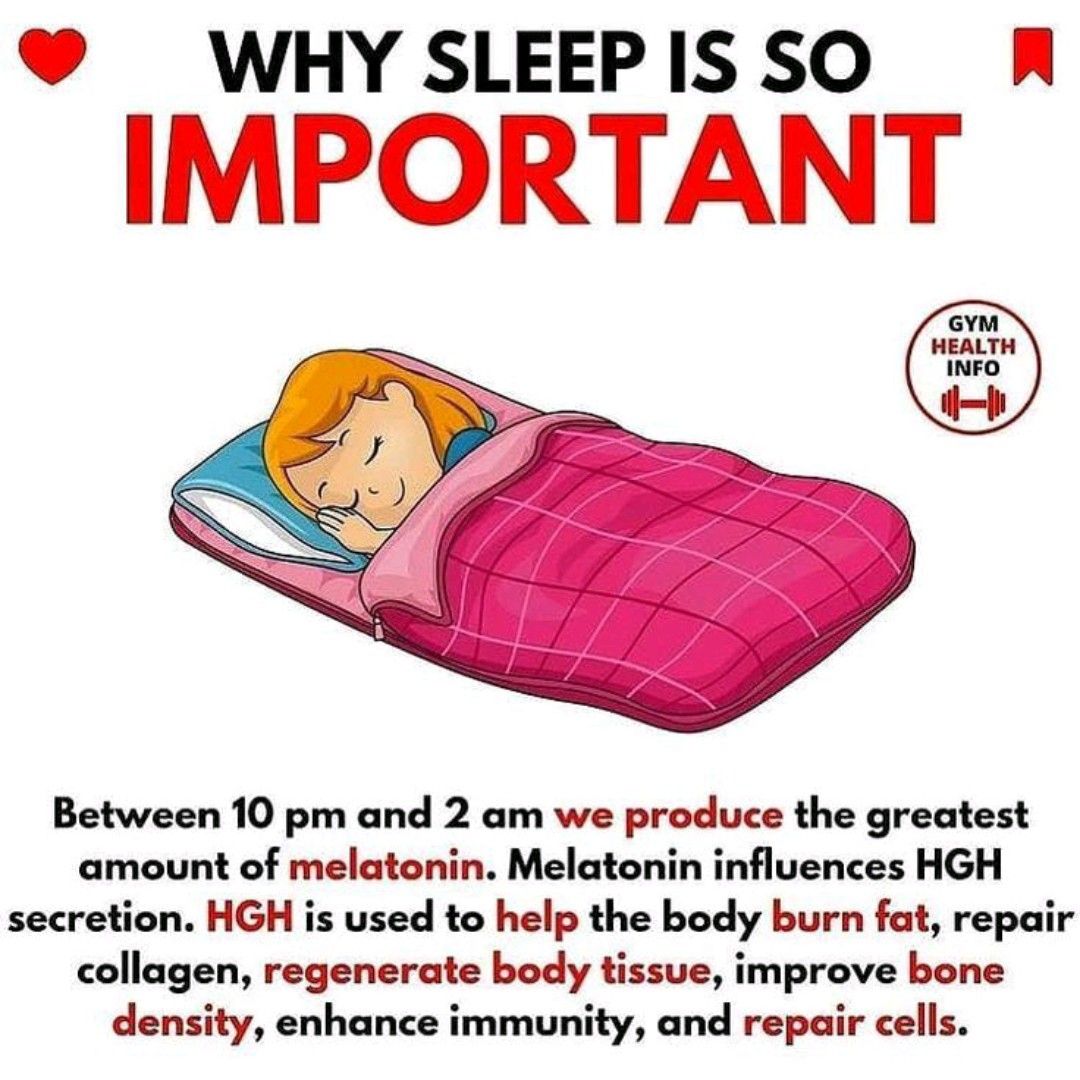 WHY SLEEP IS SO
IMPORTANT
GYM
HEALTH
INFO
Between 10 pm and 2 am we produce the greatest
amount of melatonin. Melatonin influences HGH
secretion. HGH is used to help the body burn fat, repair
collagen, regenerate body tissue, improve bone
density, enhance immunity, and repair cells.